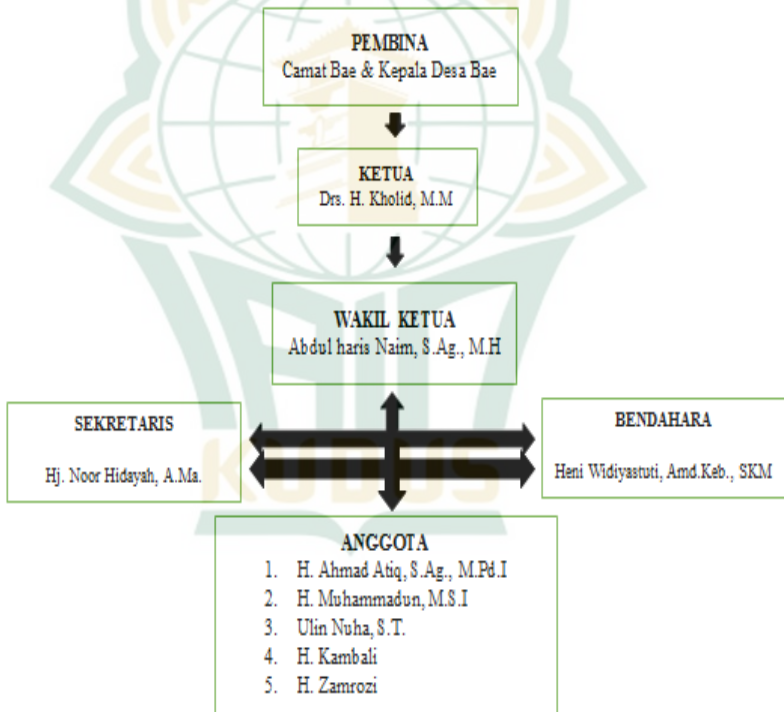 PEMBINA
Camat Bae & Kepala Desa Bae
KETUA
Drs. H. Kholid, M.M
WAKIL KETUA
Abdul haris Naim, S.Ag., M.H
SEKRETARIS
Hj. Noor Hidayah, A.Ma.
BENDAHARA
Heni Widiyastuti, Amd.Keb., SKM
KUDUS
ANGGOTA
1. H. Ahmad Atiq, S.Ag., M.Pd.I
2. H. Muhammadun, M.S.I
3. Ulin Nuha, S.T.
4. H. Kambali
5. H. Zamrozi